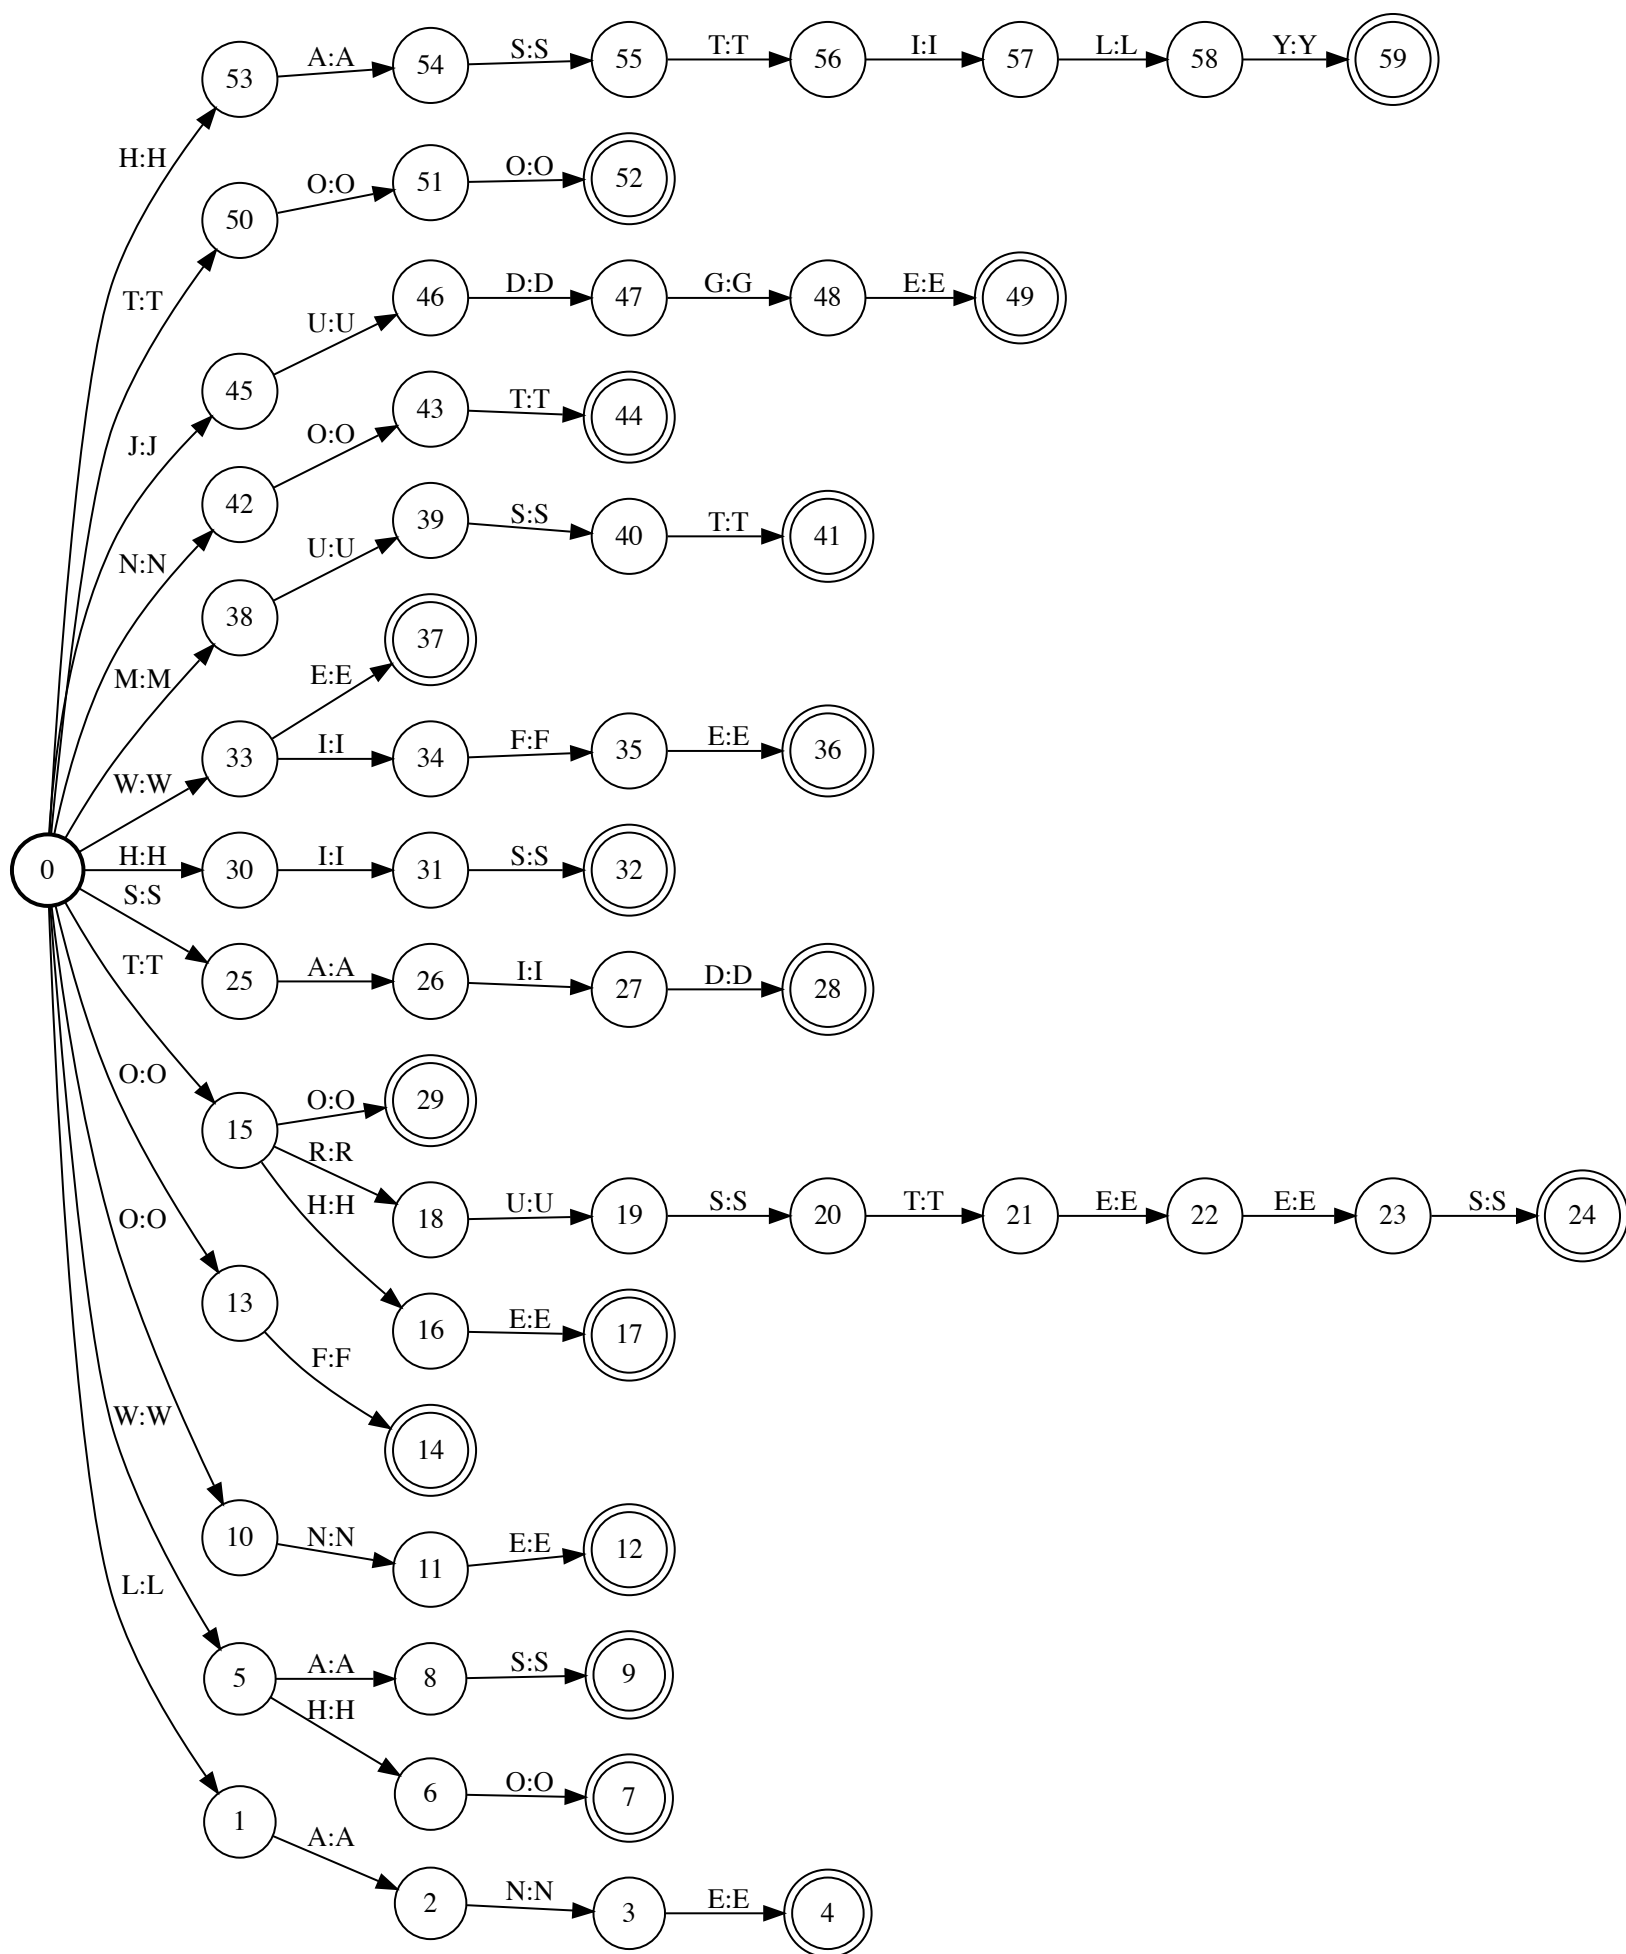 53 A:A 54 S:S 55 T:T 56 I:I 57 L:L 58 Y:Y 59
H:H
50 O:O 51 O:O 52
T:T
45 U:U 46 D:D 47 G:G 48 E:E 49
J:J
42 O:O 43 T:T 44
N:N
38 U:U 39 S:S 40 T:T 41
M:M
E:E 37
33 I:I 34 F:F 35 E:E 36
W:W
0 H:H 30 I:I 31 S:S 32
S:S
25 A:A 26 I:I 27 D:D 28
T:T
15 O:O 29
O:O
R:R 18 U:U 19 S:S 20 T:T 21 E:E 22 E:E 23 S:S 24
H:H 16 E:E 17
O:O
13 F:F 14
W:W
10 N:N 11 E:E 12
L:L
5 A:A 8 S:S 9
H:H 6 O:O 7
1 A:A 2 N:N 3 E:E 4